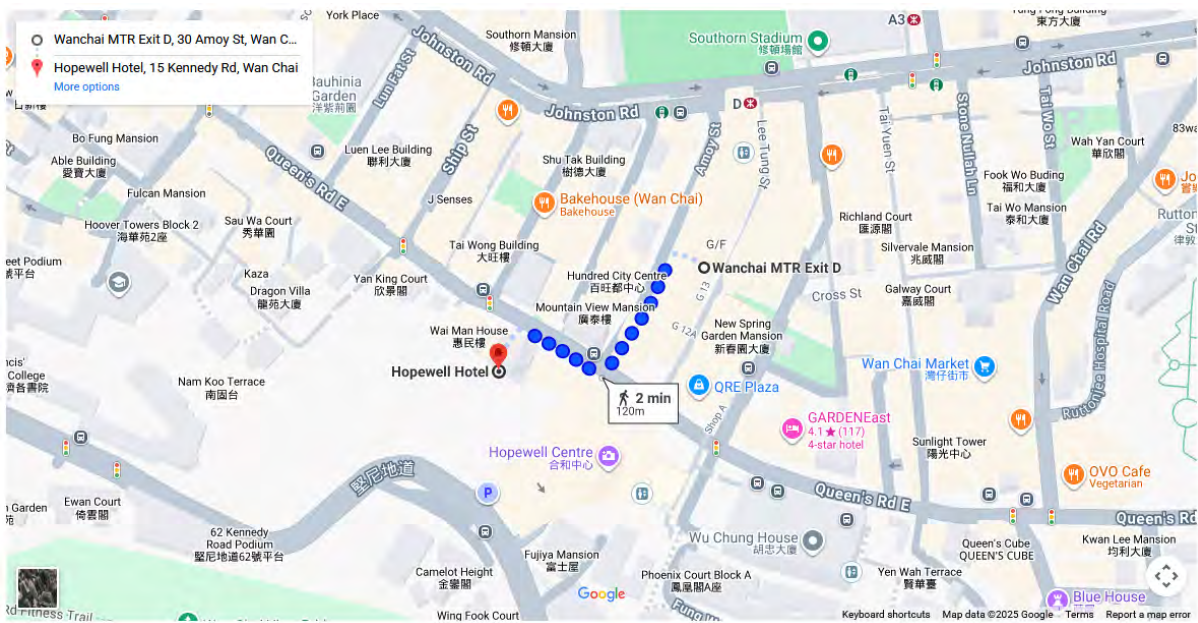 Wanchai MTR Exit D, 30 Amoy St, Wan C...
Hopewell Hotel, 15 Kennedy Rd, Wan Chai
More options
York Place
Southorn Mansion
修頓大廈
Southorn Stadium
修頓場館
A3
東方大廈
Johnston Rd
Johnston Rd
Johnston Rd
Bauhinia
Garden
洋紫荊園
Lun Fat St
Ship St
D
Amoy St
Lee Tung St
Tai Yuen St
Stone Nullah Ln
Tai Wo St
Wah Yan Court
華欣閣
Bo Fung Mansion
Able Building
愛寶大廈
Luen Lee Building
聯利大廈
Shu Tak Building
樹德大廈
Fook Wo Buding
福和大廈
Fulcan Mansion
Queen's Rd E
J Senses
Bakehouse (Wan Chai)
Bakehouse
Tai Wo Mansion
泰和大廈
Hoover Towers Block 2
海華苑2座
Sau Wa Court
秀華園
Richland Court
匯源閣
Silvervale Mansion
兆威閣
Wan Chai Rd
Tai Wong Building
大旺樓
G/F
Wanchai MTR Exit D
Kaza
Dragon Villa
龍苑大廈
Yan King Court
欣景閣
Hundred City Centre
百旺都中心
G 13
Cross St
Galway Court
嘉威閣
Mountain View Mansion
廣泰樓
G 12A
New Spring
Garden Mansion
新春園大廈
Ruttonjee Hospital Road
Wai Man House
惠民樓
Hopewell Hotel
Nam Koo Terrace
南固台
College
Wan Chai Market
灣仔街市
QRE Plaza
2 min
120m
Shop A
GARDENEast
4.1★(117)
4-star hotel
Sunlight Tower
陽光中心
Hopewell Centre
合和中心
堅尼地道
P
OVO Cafe
Vegetarian
Queen's Rd E
Queen's Rd
Ewan Court
倚雲閣
62 Kennedy
Road Podium
堅尼地道62號平台
Wu Chung House
胡忠大廈
Queen's Cube
QUEEN'S CUBE
Kwan Lee Mansion
均利大廈
Fujiya Mansion
富士屋
Camelot Height
金鑾閣
Phoenix Court Block A
鳳凰閣A座
Yen Wah Terrace
賢華臺
Google
Blue House
Wing Fook Court
Keyboard shortcuts
Map data ©2025 Google
Terms
Report a map error